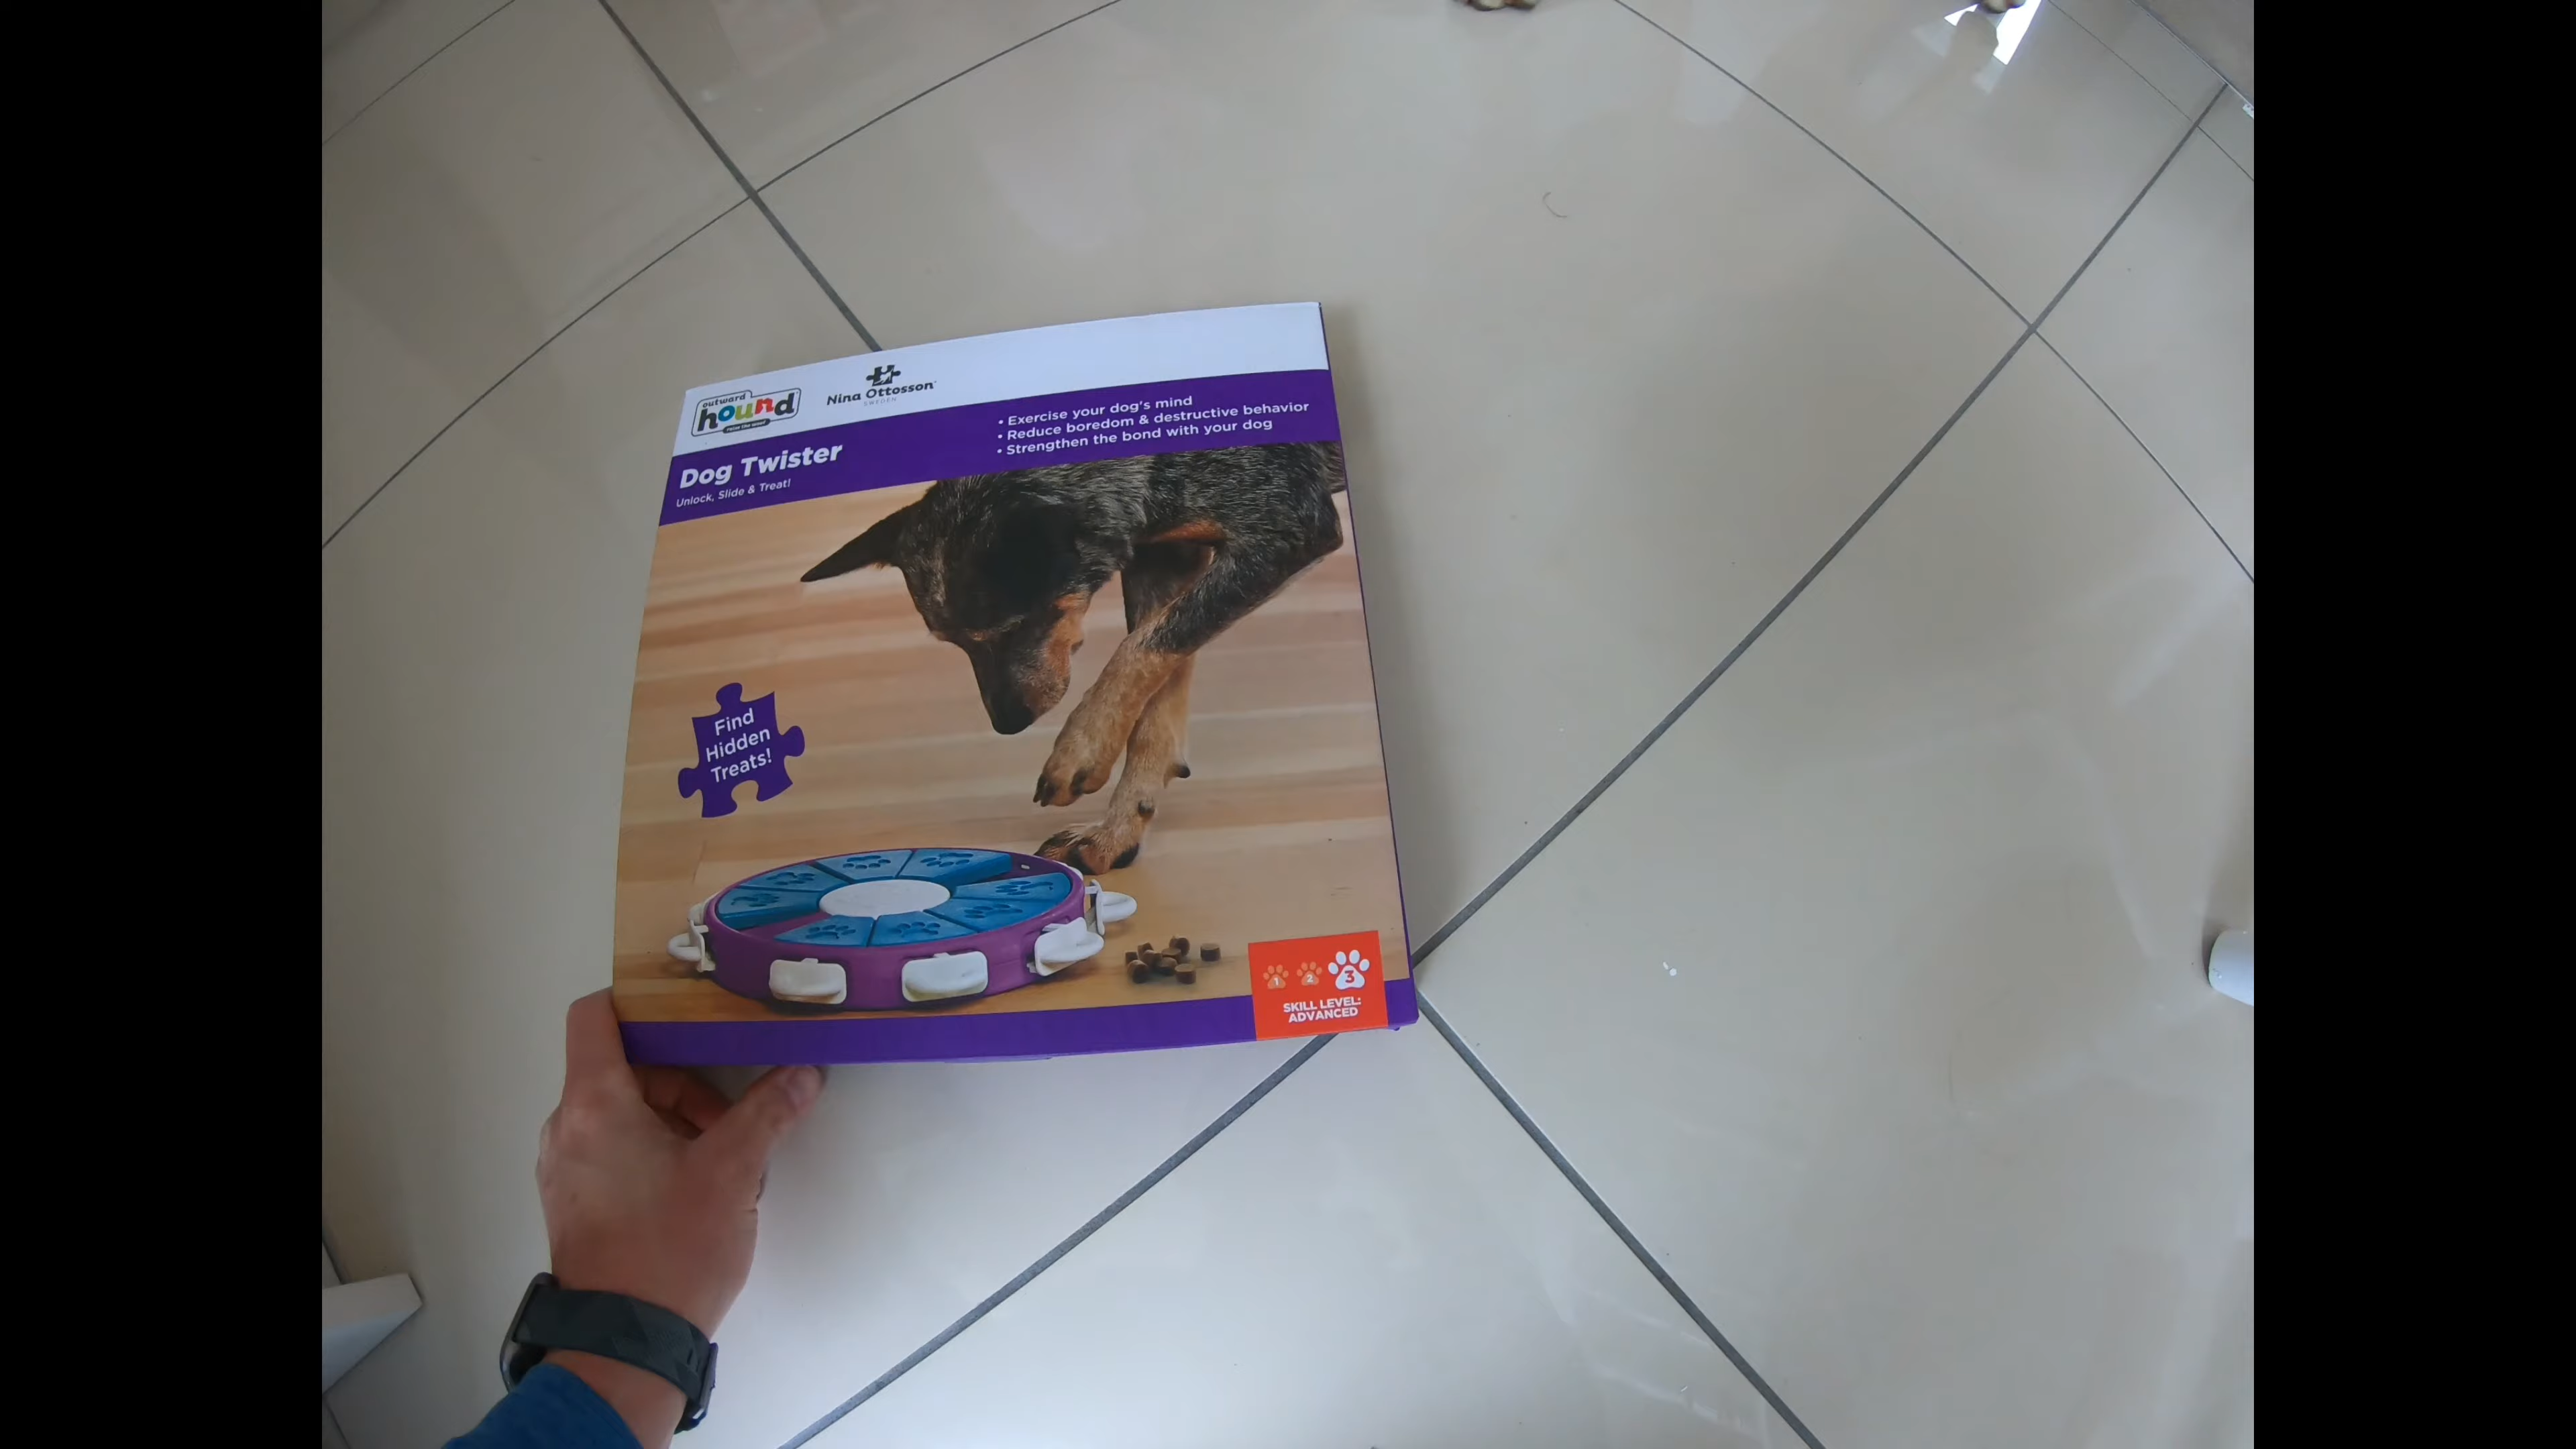 outward
hound
Nina Ottosson
SWEDEN
• Exercise your dog's mind
• Reduce boredom & destructive behavior
• Strengthen the bond with your dog
Dog Twister
Unlock, Slide & Treat!
Find
Hidden
Treats!
1 2 3
SKILL LEVEL:
ADVANCED